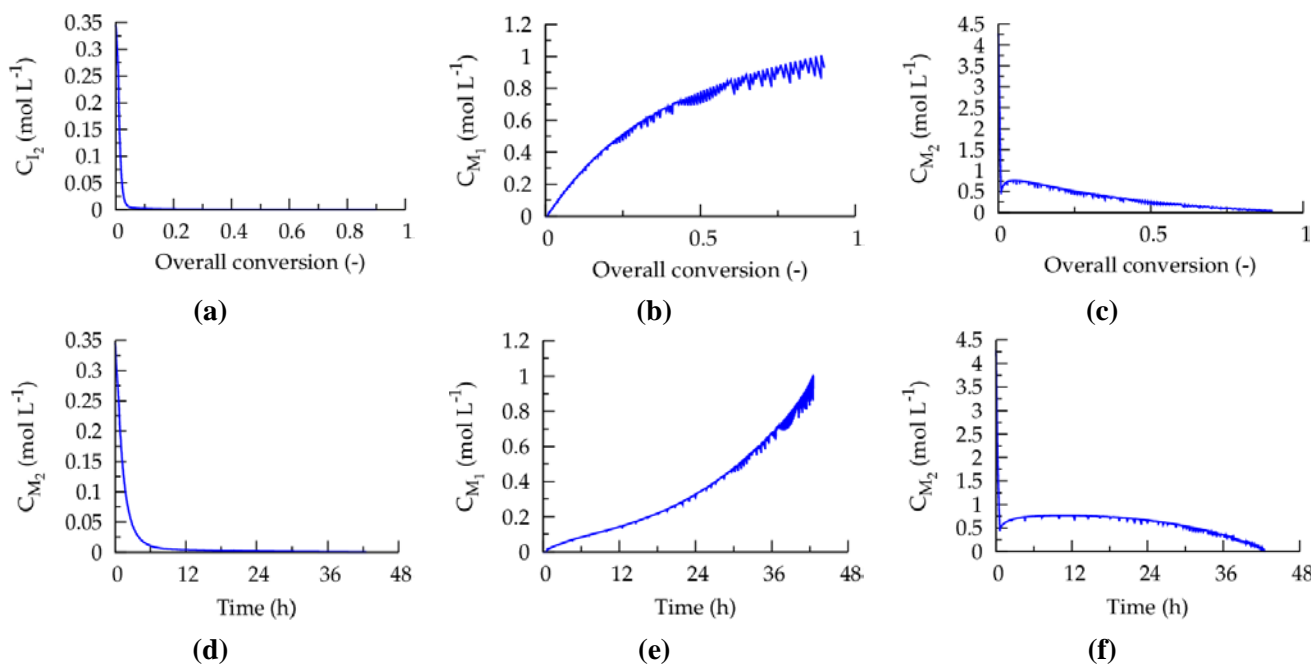 0.35
0.3
0.25
0.2
0.15
0.1
0.05
0
C_{I_2} (mol L^{-1})
0 0.2 0.4 0.6 0.8 1
Overall conversion (-)
(a)
1.2
1
0.8
0.6
0.4
0.2
0
C_{M_1} (mol L^{-1})
0 0.5 1
Overall conversion (-)
(b)
4.5
4
3.5
3
2.5
2
1.5
1
0.5
0
C_{M_2} (mol L^{-1})
0 0.5 1
Overall conversion (-)
(c)
0.35
0.3
0.25
0.2
0.15
0.1
0.05
0
C_{M_2} (mol L^{-1})
0 12 24 36 48
Time (h)
(d)
1.2
1
0.8
0.6
0.4
0.2
0
C_{M_1} (mol L^{-1})
0 12 24 36 48
Time (h)
(e)
4.5
4
3.5
3
2.5
2
1.5
1
0.5
0
C_{M_2} (mol L^{-1})
0 12 24 36 48
Time (h)
(f)